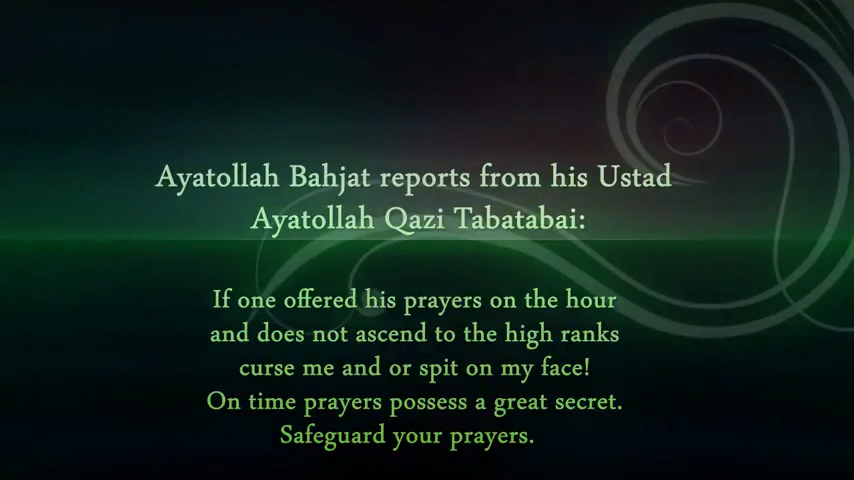 Ayatollah Bahjat reports from his Ustad
Ayatollah Qazi Tabatabai:
If one offered his prayers on the hour
and does not ascend to the high ranks
curse me and or spit on my face!
On time prayers possess a great secret.
Safeguard your prayers.